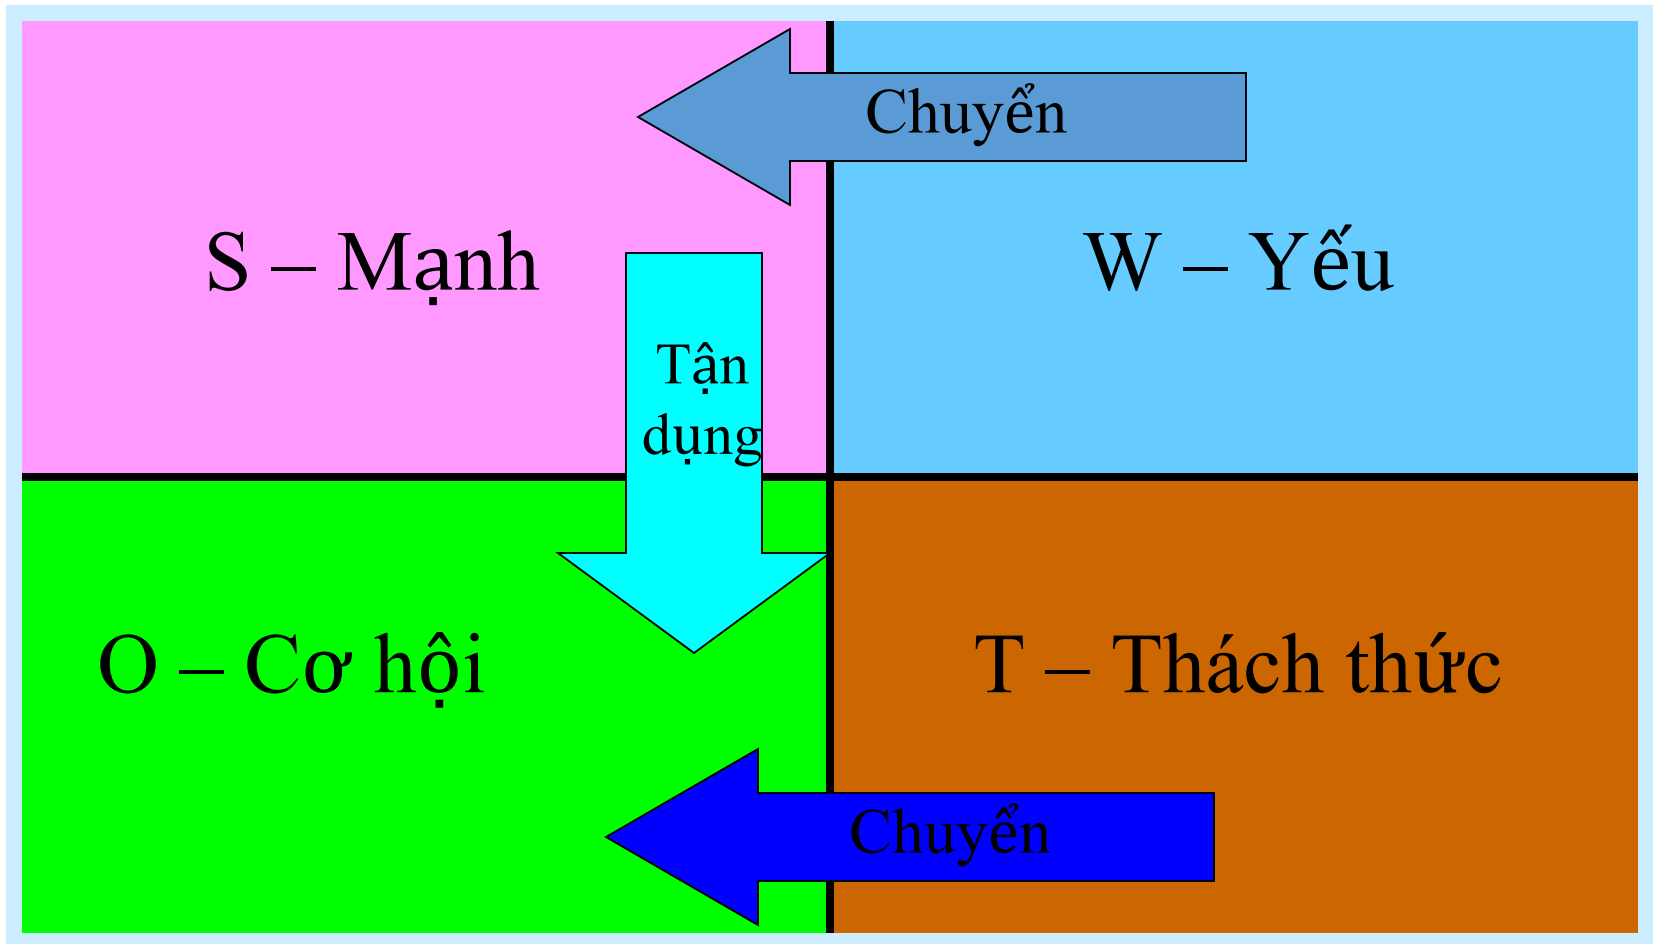 Chuyển
S – Mạnh
W – Yếu
Tận
dụng
O – Cơ hội
T – Thách thức
Chuyển